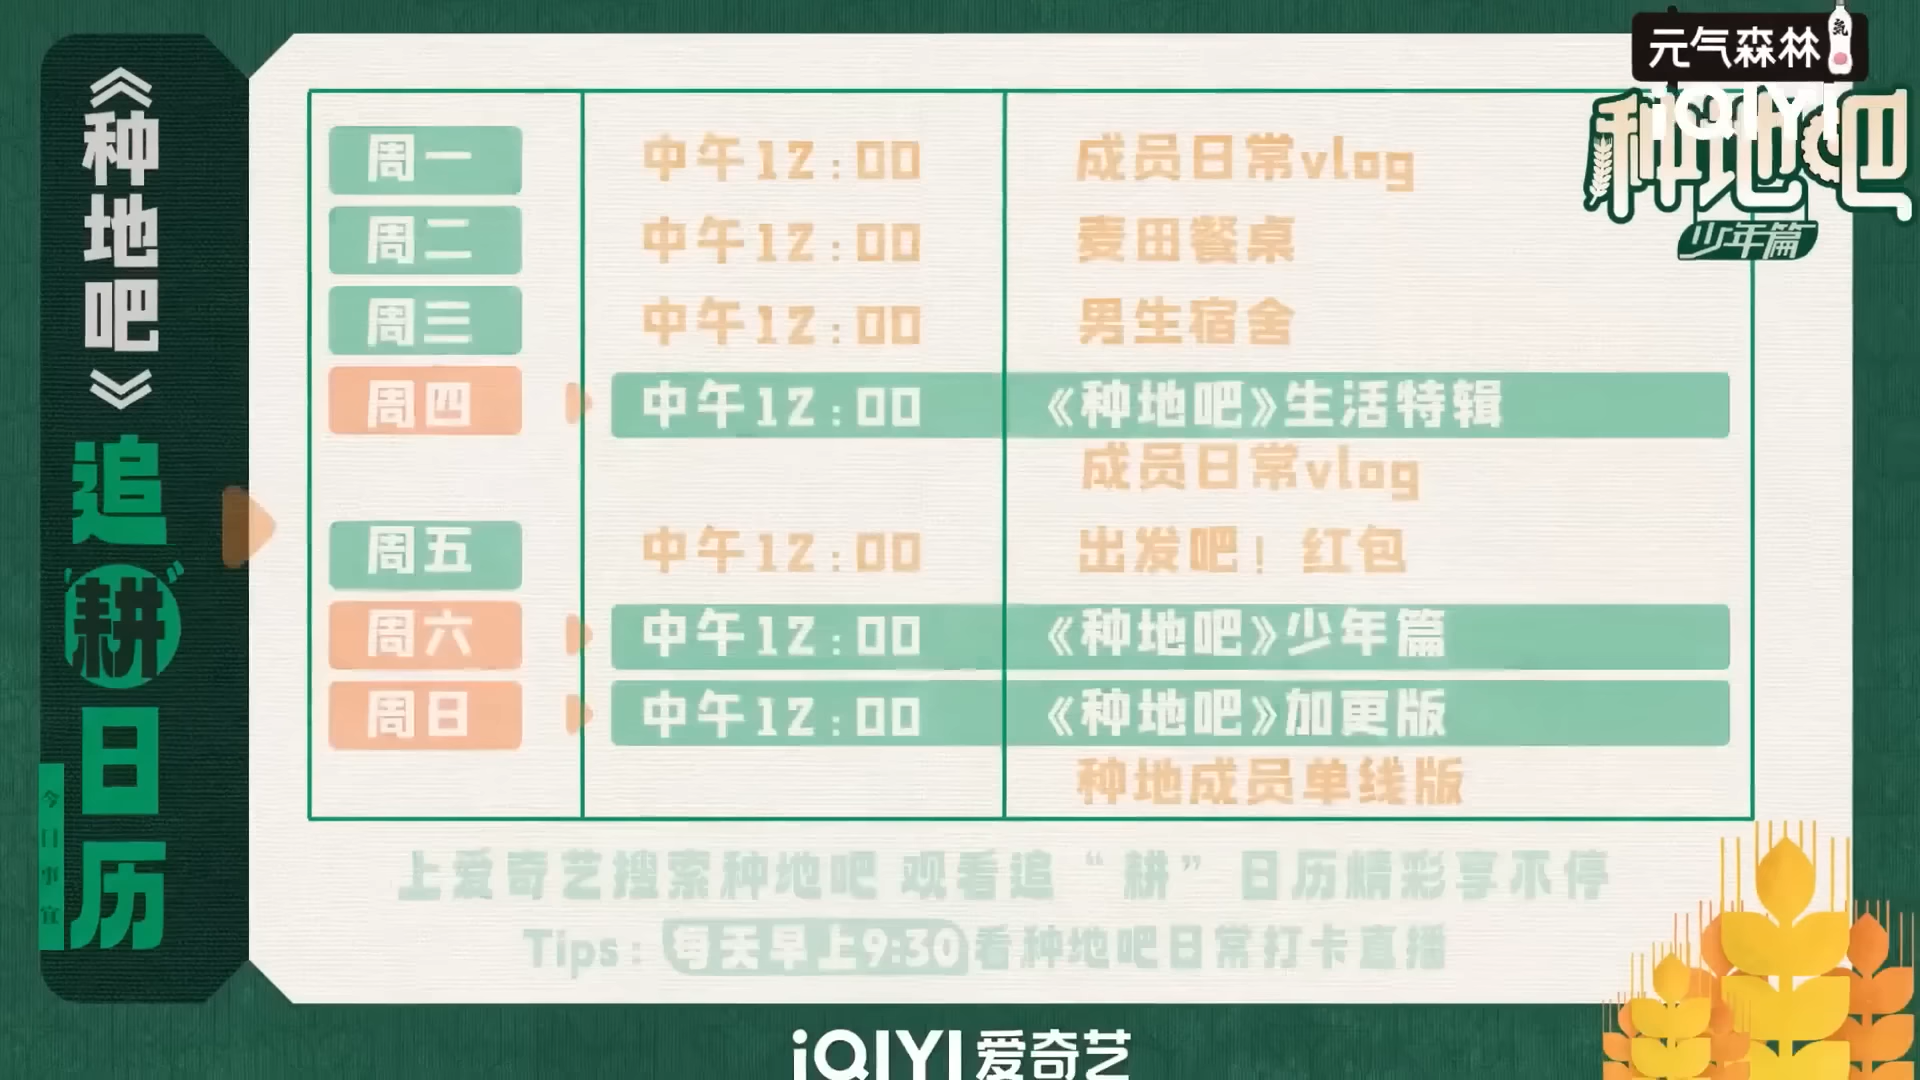 元气森林
iQIYI
种地吧
少年篇
《种地吧》追耕日历
今日事宜
周一 中午12:00 成员日常vlog
周二 中午12:00 麦田餐桌
周三 中午12:00 男生宿舍
周四 中午12:00 《种地吧》生活特辑
成员日常vlog
周五 中午12:00 出发吧！红包
周六 中午12:00 《种地吧》少年篇
周日 中午12:00 《种地吧》加更版
种地成员单线版
上爱奇艺搜索种地吧 观看追“耕”日历精彩享不停
Tips：每天早上9:30看种地吧日常打卡直播
iQIYI 爱奇艺